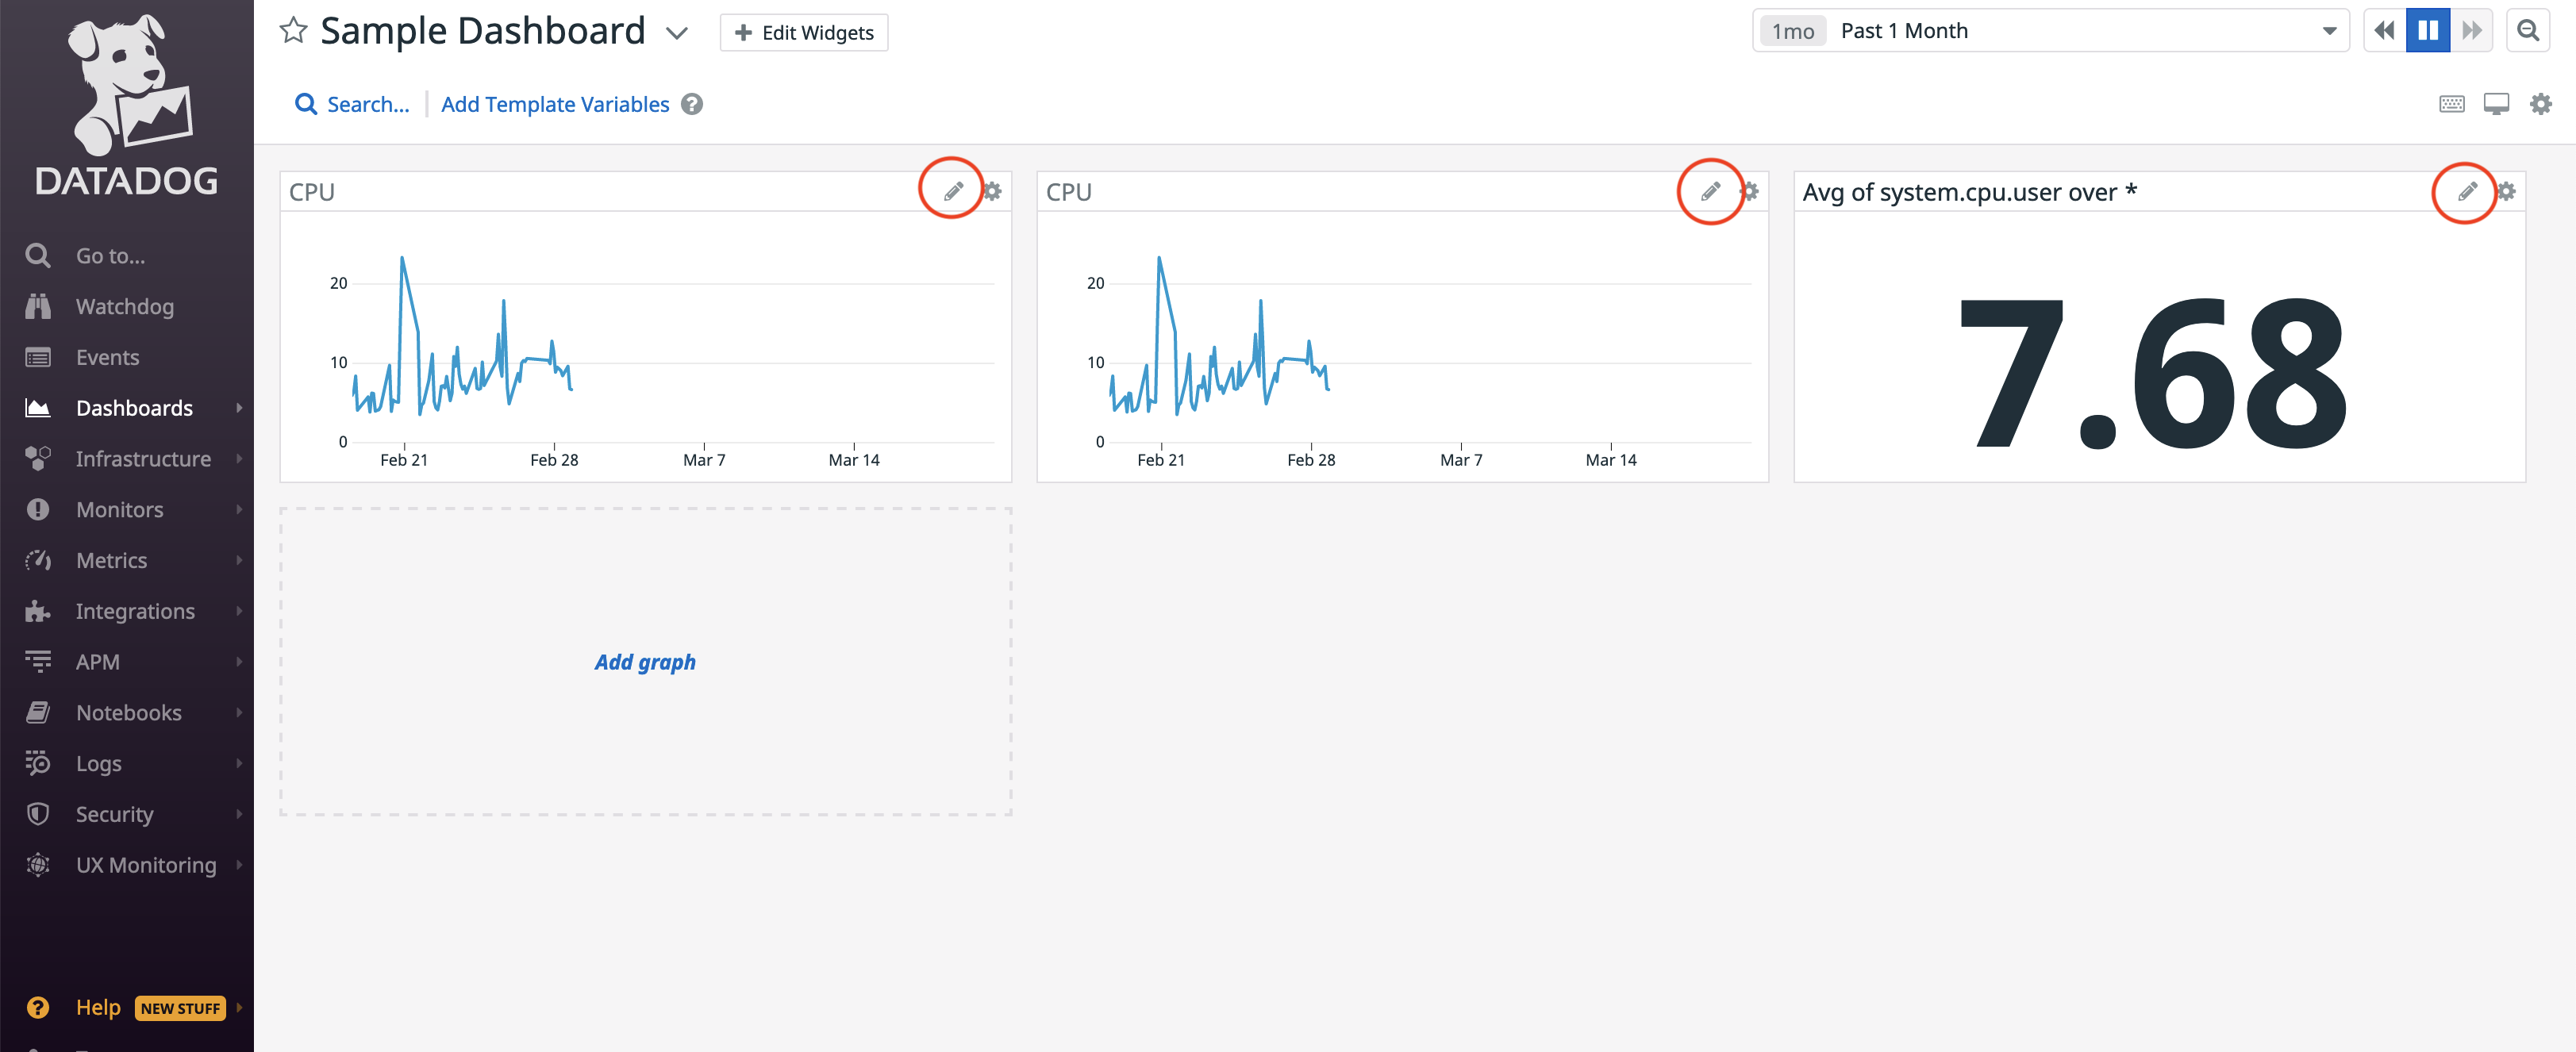 DATADOG
Go to...
Watchdog
Events
Dashboards
Infrastructure
Monitors
Metrics
Integrations
APM
Notebooks
Logs
Security
UX Monitoring
Help NEW STUFF
Sample Dashboard
Edit Widgets
1mo Past 1 Month
Search... Add Template Variables ?
CPU
20
10
0
Feb 21 Feb 28 Mar 7 Mar 14
CPU
20
10
0
Feb 21 Feb 28 Mar 7 Mar 14
Avg of system.cpu.user over *
7.68
Add graph